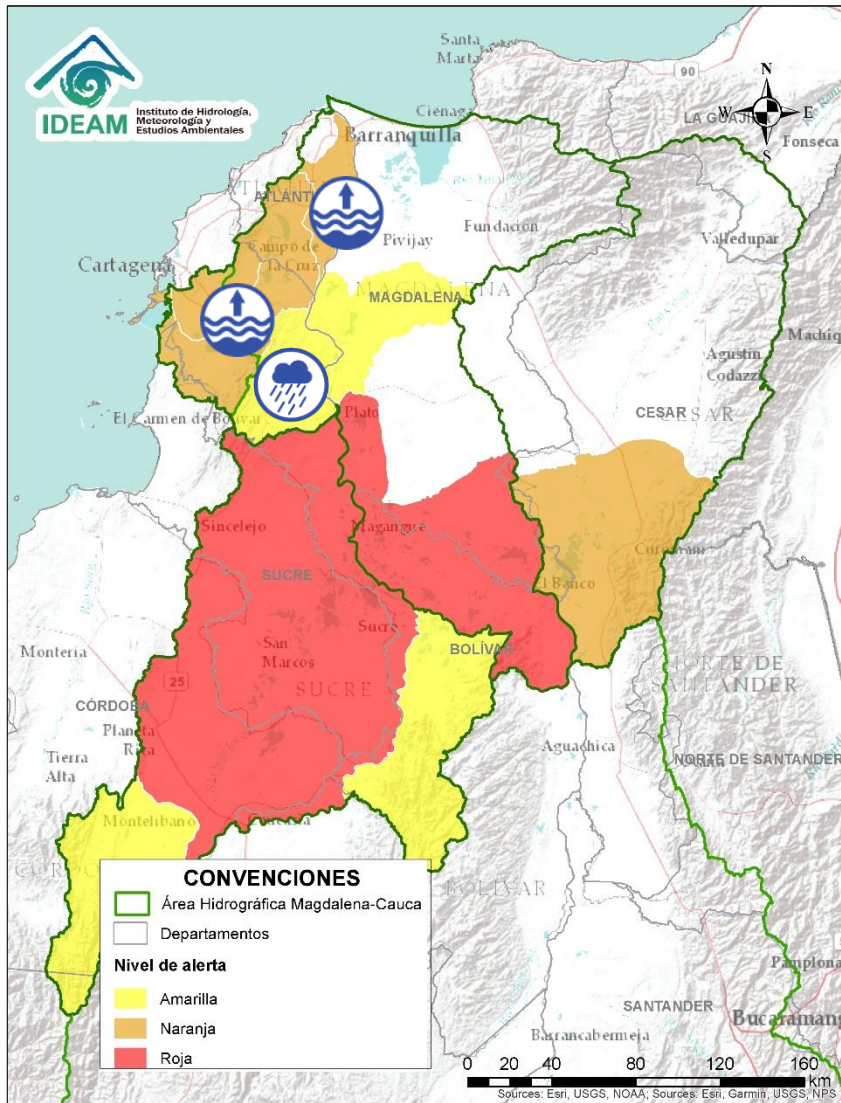 IDEAM
Instituto de Hidrología,
Meteorología y
Estudios Ambientales
Santa
Marta
90
N
W
E
S
Ciénaga
Barranquilla
LA GUAJI
Fonseca
Pivijay
Fundación
Valledupar
Campo de
la Cruz
Cartagena
MAGDALENA
MAGDALENA
Agustín
Codazzi
El Carmen de Bolívar
Plato
CESAR
CESAR
Sincelejo
Magangué
SUCRE
El Banco
Sucre
San
Marcos
BOLÍVAR
Montería
25
SUCRE
NORTE DE
SANTANDER
CÓRDOBA
Planeta
Rica
Tierra
Alta
Aguachica
NORTE DE SANTANDER
Montelíbano
BOLÍVAR
CONVENCIONES
Área Hidrográfica Magdalena-Cauca
Departamentos
Nivel de alerta
Amarilla
Naranja
Roja
Pamplona
SANTANDER
Bucaramang
Barrancabermeja
0 20 40 80 120 160
km
Sources: Esri, USGS, NOAA; Sources: Esri, Garmin, USGS, NPS